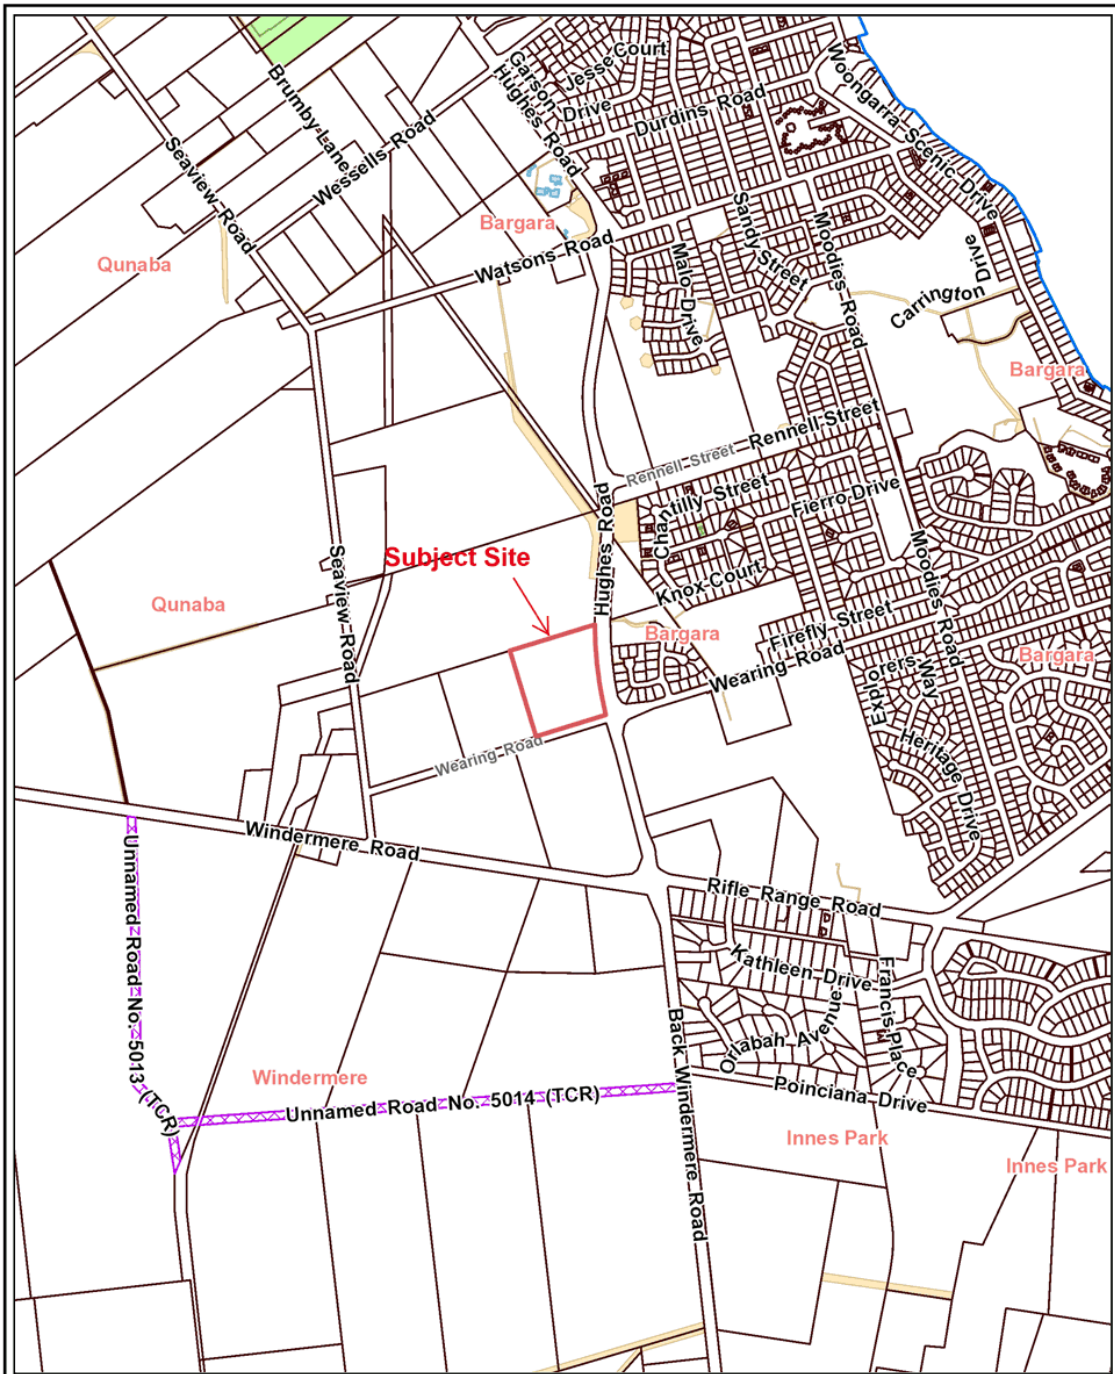 Garson
Drive
Jesse Court
Hughes Road
Durdins Road
Woongarra Scenic Drive
Brumby Lane
Wessells Road
Seaview Road
Bargara
Qunaba
Watsons Road
Sandy Street
Malo Drive
Moodies Road
Carrington
Drive
Bargara
Rennell Street
Rennell Street
Chantilly Street
Fierro Drive
Hughes Road
Subject Site
Seaview Road
Knox Court
Moodies Road
Qunaba
Bargara
Firefly Street
Wearing Road
Bargara
Explorers Way
Wearing Road
Heritage Drive
Windermere Road
Unnamed Road No. 5013 (TCR)
Rifle Range Road
Kathleen Drive
Francis Place
Orlabah Avenue
Back Windermere Road
Windermere
Unnamed Road No. 5014 (TCR)
Poinciana Drive
Innes Park
Innes Park